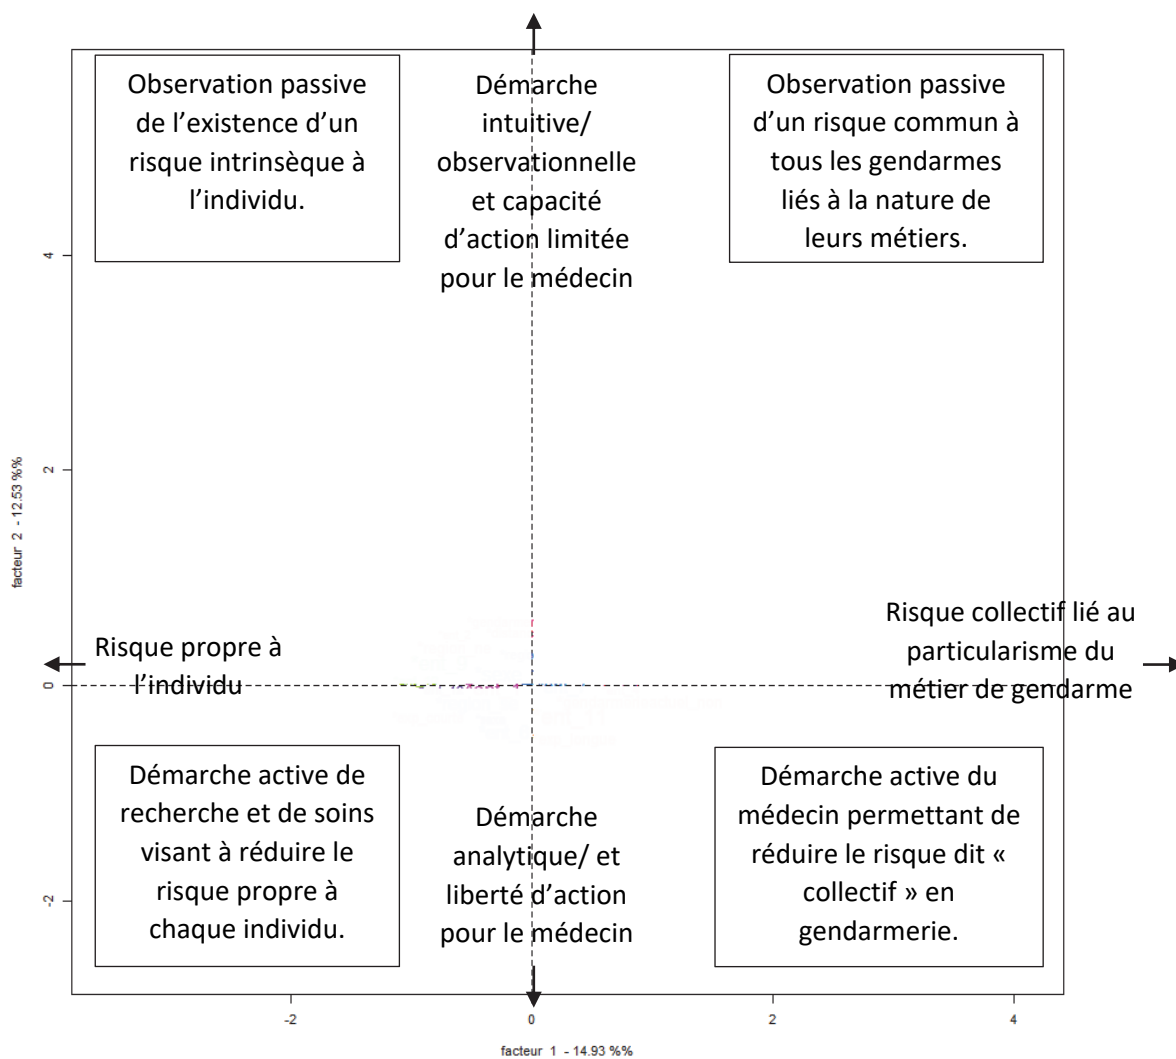 Observation passive
de l’existence d’un
risque intrinsèque à
l’individu.
Démarche
intuitive/
observationnelle
et capacité
d’action limitée
pour le médecin
Observation passive
d’un risque commun à
tous les gendarmes
liés à la nature de
leurs métiers.
4
2
0
-2
facteur 2 - 12.53 %%
Risque propre à
l’individu
Risque collectif lié au
particularisme du
métier de gendarme
Démarche active de
recherche et de soins
visant à réduire le
risque propre à
chaque individu.
Démarche
analytique/ et
liberté d’action
pour le médecin
Démarche active du
médecin permettant de
réduire le risque dit «
collectif » en
gendarmerie.
-2
0
2
4
facteur 1 - 14.93 %%